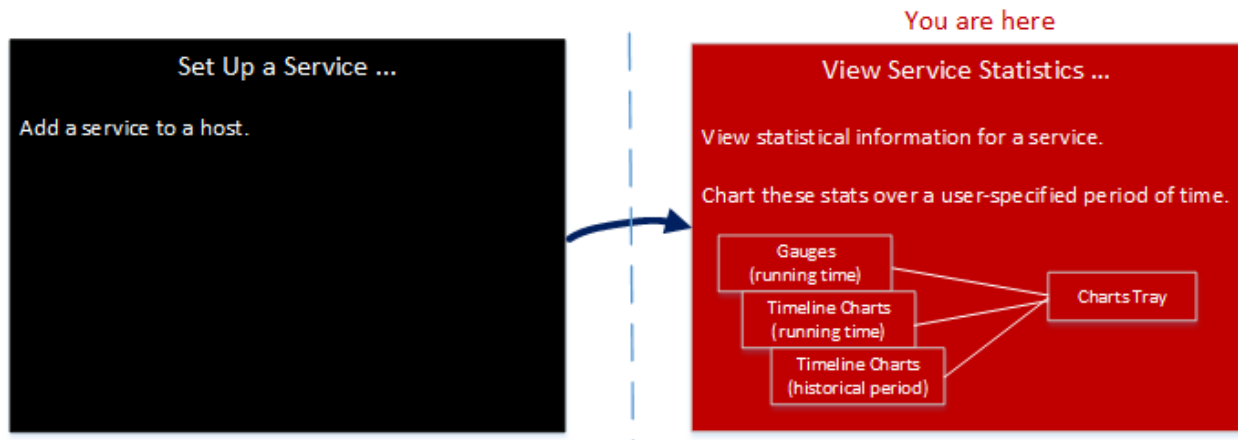 You are here
Set Up a Service ...
Add a service to a host.
View Service Statistics ...
View statistical information for a service.
Chart these stats over a user-specified period of time.
Gauges
(running time)
Timeline Charts
(running time)
Timeline Charts
(historical period)
Charts Tray